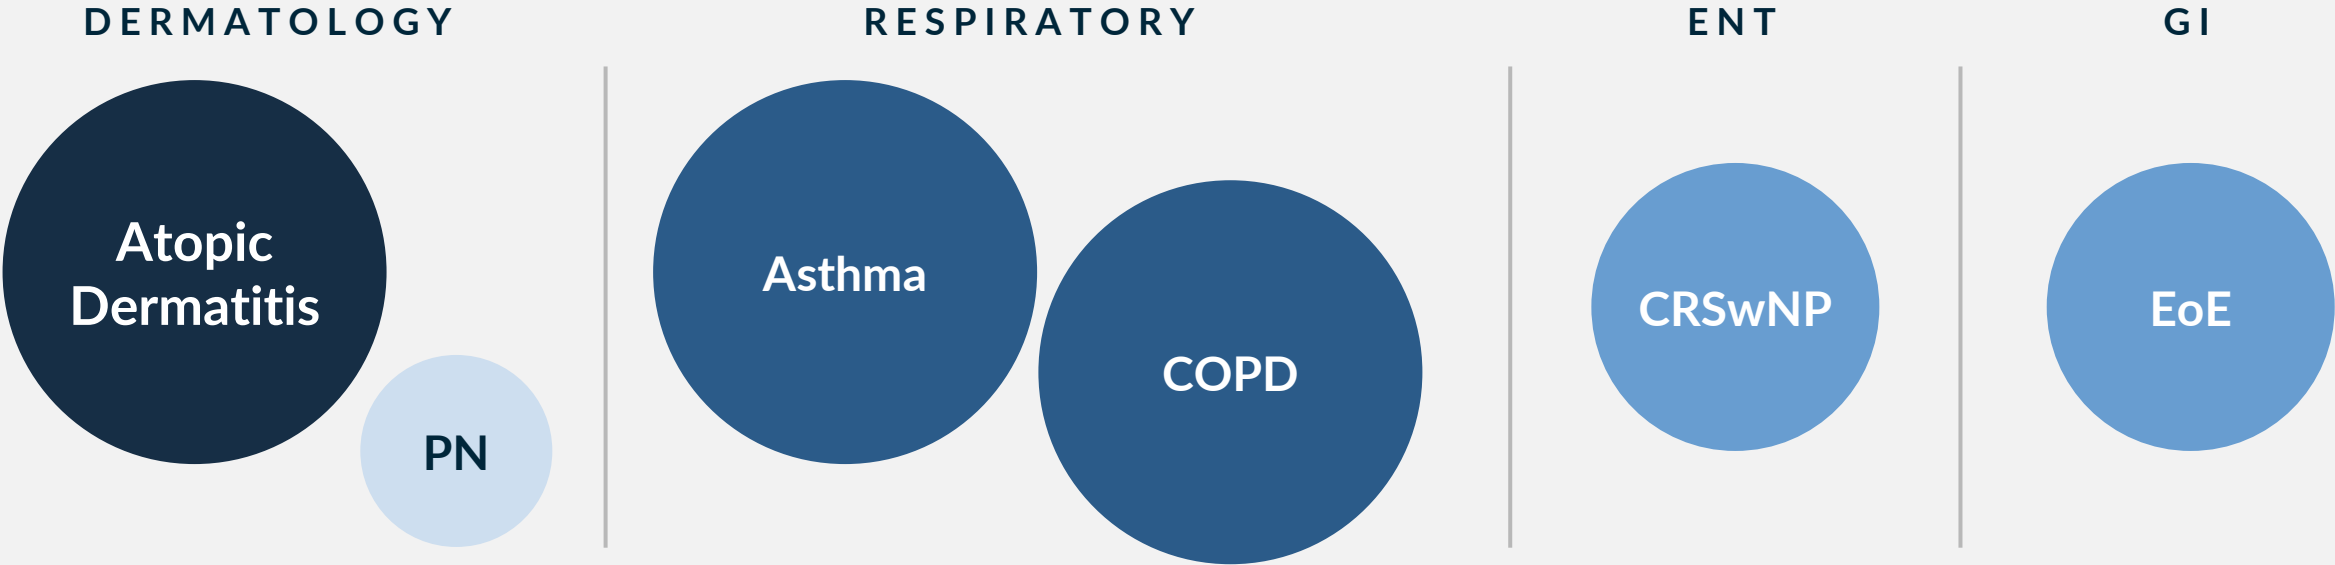 DERMATOLOGY
Atopic
Dermatitis
PN
RESPIRATORY
Asthma
COPD
ENT
CRSwNP
GI
EoE